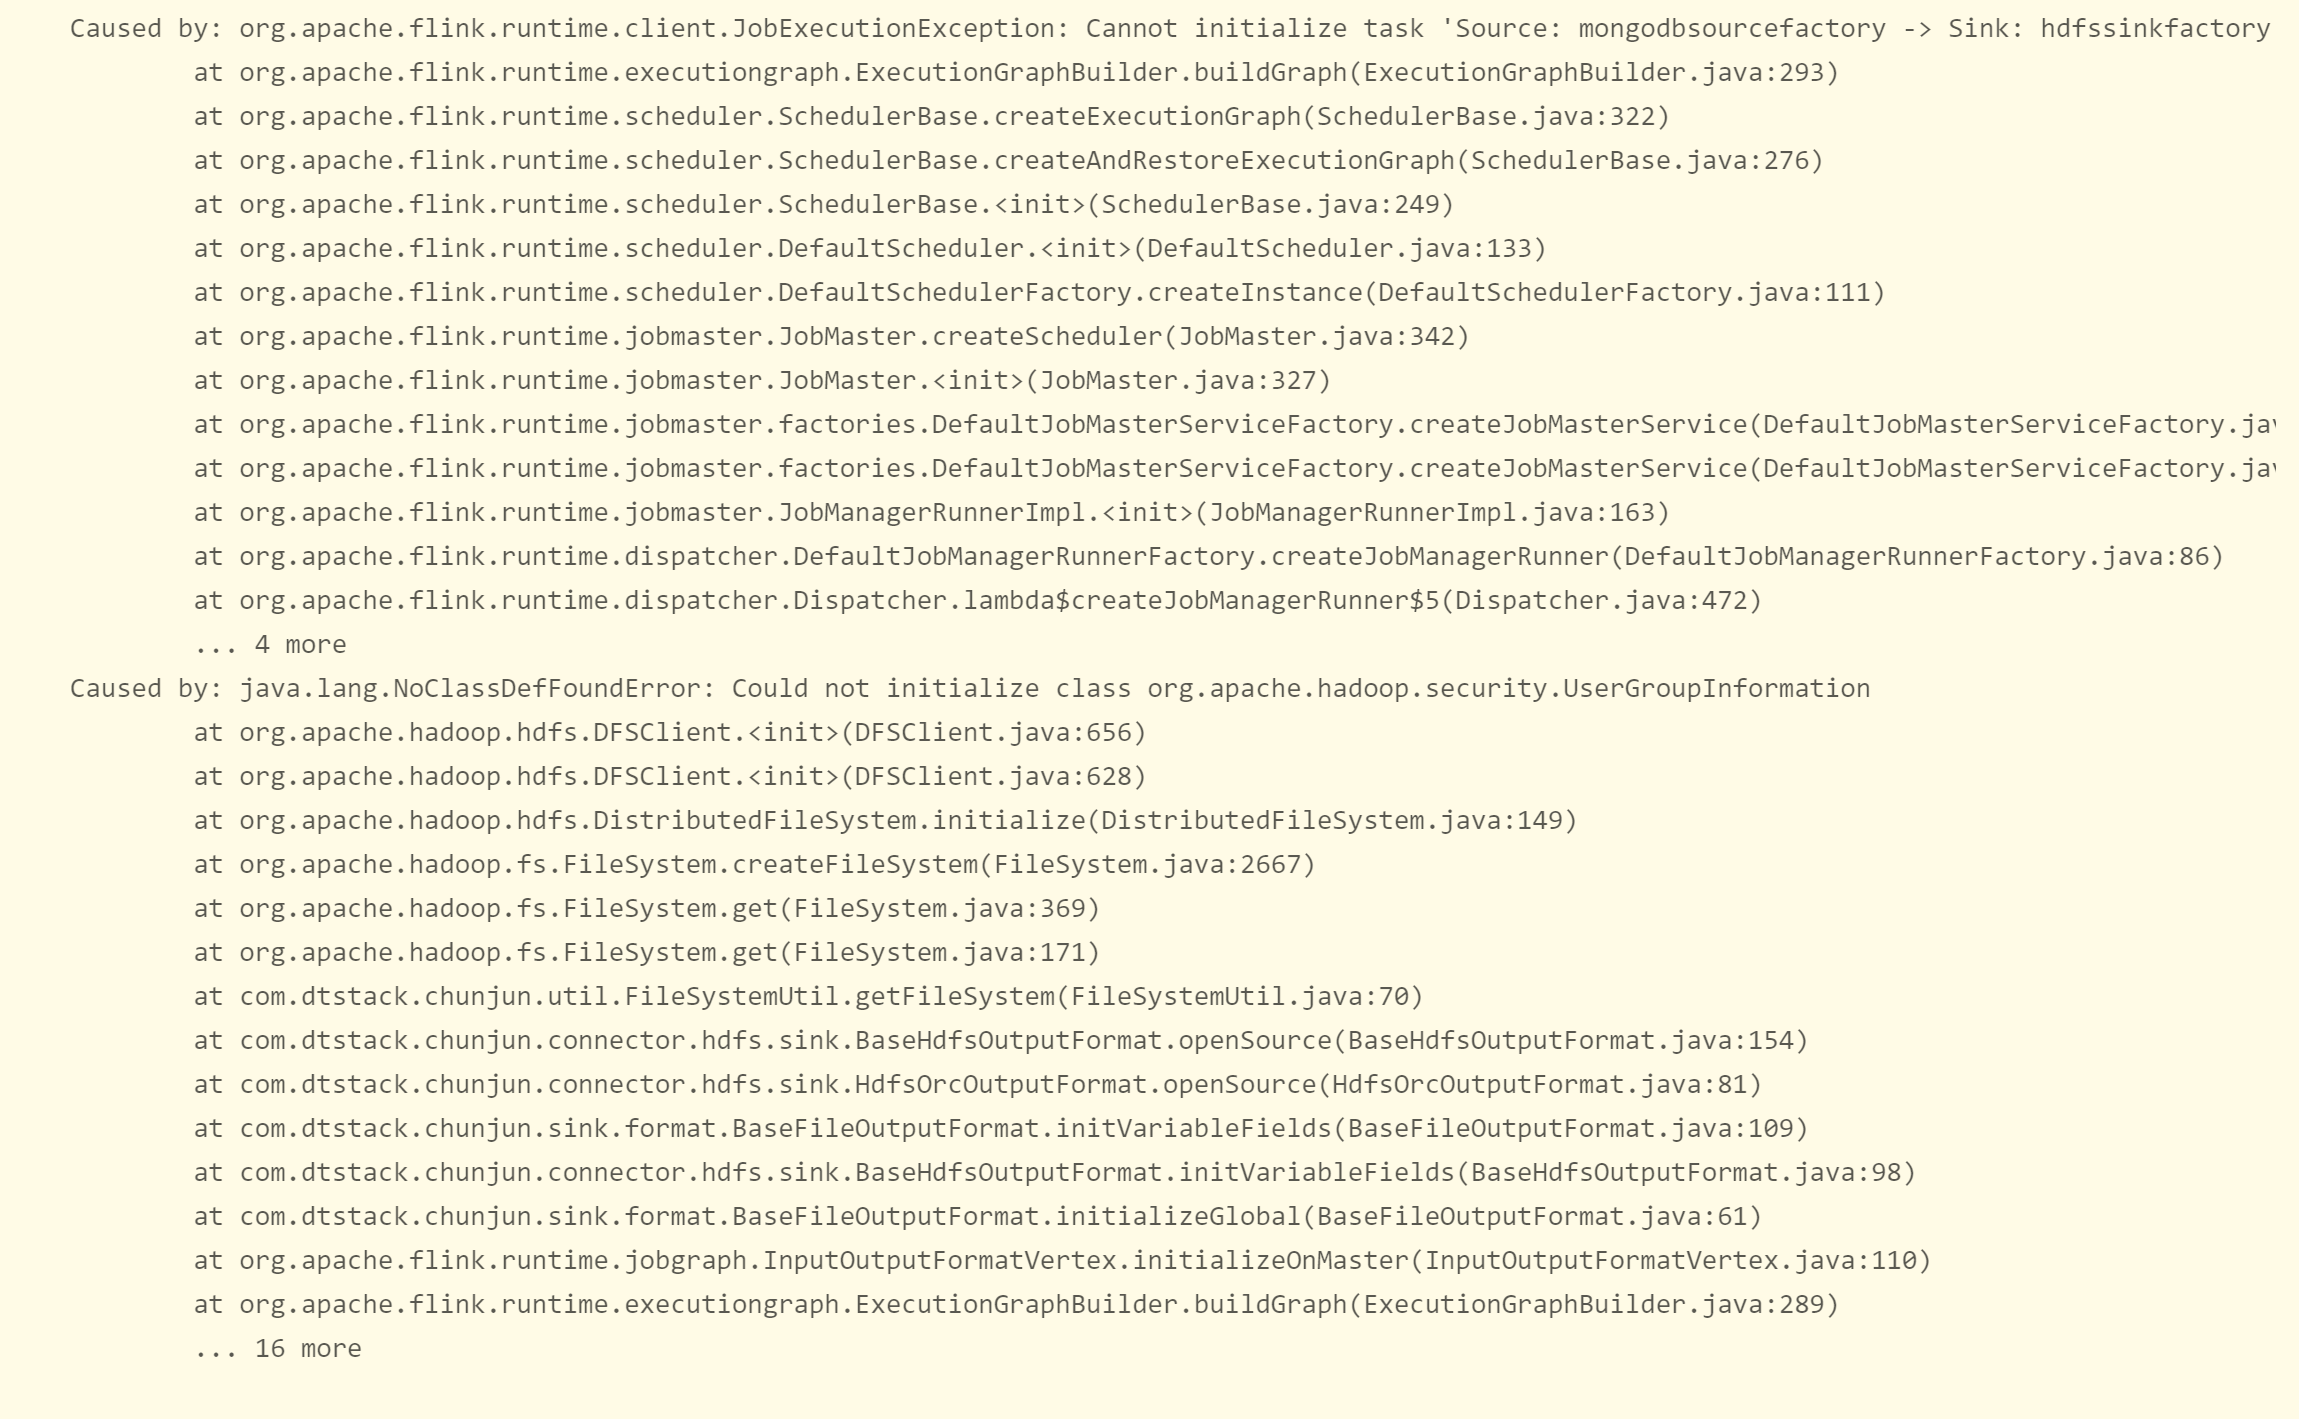 Caused by: org.apache.flink.runtime.client.JobExecutionException: Cannot initialize task 'Source: mongodbsourcefactory -> Sink: hdfssinkfactory
at org.apache.flink.runtime.executiongraph.ExecutionGraphBuilder.buildGraph(ExecutionGraphBuilder.java:293)
at org.apache.flink.runtime.scheduler.SchedulerBase.createExecutionGraph(SchedulerBase.java:322)
at org.apache.flink.runtime.scheduler.SchedulerBase.createAndRestoreExecutionGraph(SchedulerBase.java:276)
at org.apache.flink.runtime.scheduler.SchedulerBase.<init>(SchedulerBase.java:249)
at org.apache.flink.runtime.scheduler.DefaultScheduler.<init>(DefaultScheduler.java:133)
at org.apache.flink.runtime.scheduler.DefaultSchedulerFactory.createInstance(DefaultSchedulerFactory.java:111)
at org.apache.flink.runtime.jobmaster.JobMaster.createScheduler(JobMaster.java:342)
at org.apache.flink.runtime.jobmaster.JobMaster.<init>(JobMaster.java:327)
at org.apache.flink.runtime.jobmaster.factories.DefaultJobMasterServiceFactory.createJobMasterService(DefaultJobMasterServiceFactory.jav
at org.apache.flink.runtime.jobmaster.factories.DefaultJobMasterServiceFactory.createJobMasterService(DefaultJobMasterServiceFactory.jav
at org.apache.flink.runtime.jobmaster.JobManagerRunnerImpl.<init>(JobManagerRunnerImpl.java:163)
at org.apache.flink.runtime.dispatcher.DefaultJobManagerRunnerFactory.createJobManagerRunner(DefaultJobManagerRunnerFactory.java:86)
at org.apache.flink.runtime.dispatcher.Dispatcher.lambda$createJobManagerRunner$5(Dispatcher.java:472)
... 4 more
Caused by: java.lang.NoClassDefFoundError: Could not initialize class org.apache.hadoop.security.UserGroupInformation
at org.apache.hadoop.hdfs.DFSClient.<init>(DFSClient.java:656)
at org.apache.hadoop.hdfs.DFSClient.<init>(DFSClient.java:628)
at org.apache.hadoop.hdfs.DistributedFileSystem.initialize(DistributedFileSystem.java:149)
at org.apache.hadoop.fs.FileSystem.createFileSystem(FileSystem.java:2667)
at org.apache.hadoop.fs.FileSystem.get(FileSystem.java:369)
at org.apache.hadoop.fs.FileSystem.get(FileSystem.java:171)
at com.dtstack.chunjun.util.FileSystemUtil.getFileSystem(FileSystemUtil.java:70)
at com.dtstack.chunjun.connector.hdfs.sink.BaseHdfsOutputFormat.openSource(BaseHdfsOutputFormat.java:154)
at com.dtstack.chunjun.connector.hdfs.sink.HdfsOrcOutputFormat.openSource(HdfsOrcOutputFormat.java:81)
at com.dtstack.chunjun.sink.format.BaseFileOutputFormat.initVariableFields(BaseFileOutputFormat.java:109)
at com.dtstack.chunjun.connector.hdfs.sink.BaseHdfsOutputFormat.initVariableFields(BaseHdfsOutputFormat.java:98)
at com.dtstack.chunjun.sink.format.BaseFileOutputFormat.initializeGlobal(BaseFileOutputFormat.java:61)
at org.apache.flink.runtime.jobgraph.InputOutputFormatVertex.initializeOnMaster(InputOutputFormatVertex.java:110)
at org.apache.flink.runtime.executiongraph.ExecutionGraphBuilder.buildGraph(ExecutionGraphBuilder.java:289)
... 16 more